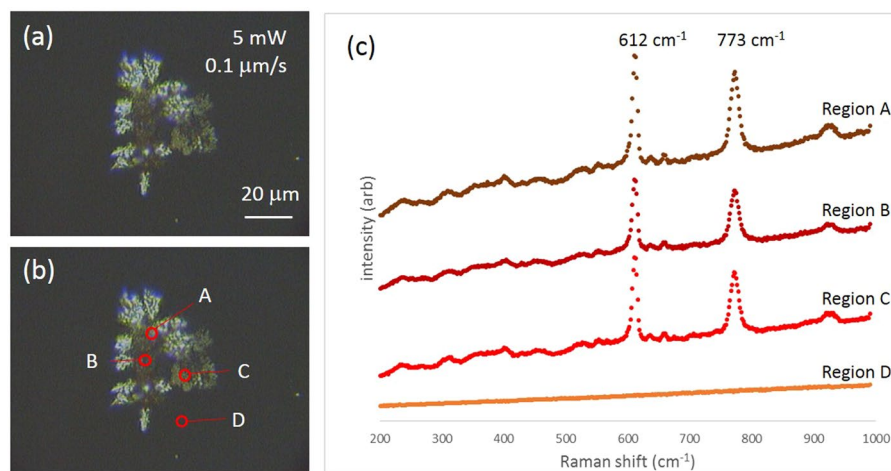 (a)
5 mW
0.1 μm/s
20 μm
(b)
A
B
C
D
(c)
612 cm⁻¹ 773 cm⁻¹
Region A
Region B
Region C
Region D
intensity (arb)
200 300 400 500 600 700 800 900 1000
Raman shift (cm⁻¹)